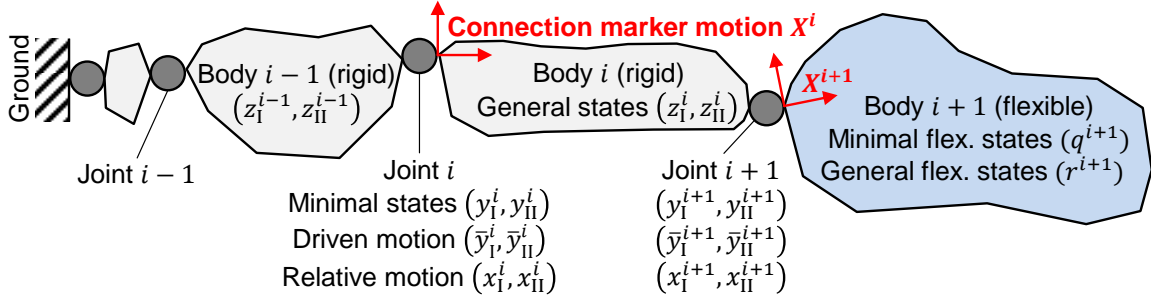 Ground
Connection marker motion Xⁱ
Body i − 1 (rigid)
(z_I^{i−1}, z_II^{i−1})
Body i (rigid)
General states (z_I^i, z_II^i)
X^{i+1}
Body i + 1 (flexible)
Minimal flex. states (q^{i+1})
General flex. states (r^{i+1})
Joint i − 1
Joint i
Joint i + 1
Minimal states (y_I^i, y_II^i)
(y_I^{i+1}, y_II^{i+1})
Driven motion (ȳ_I^i, ȳ_II^i)
(ȳ_I^{i+1}, ȳ_II^{i+1})
Relative motion (x_I^i, x_II^i)
(x_I^{i+1}, x_II^{i+1})